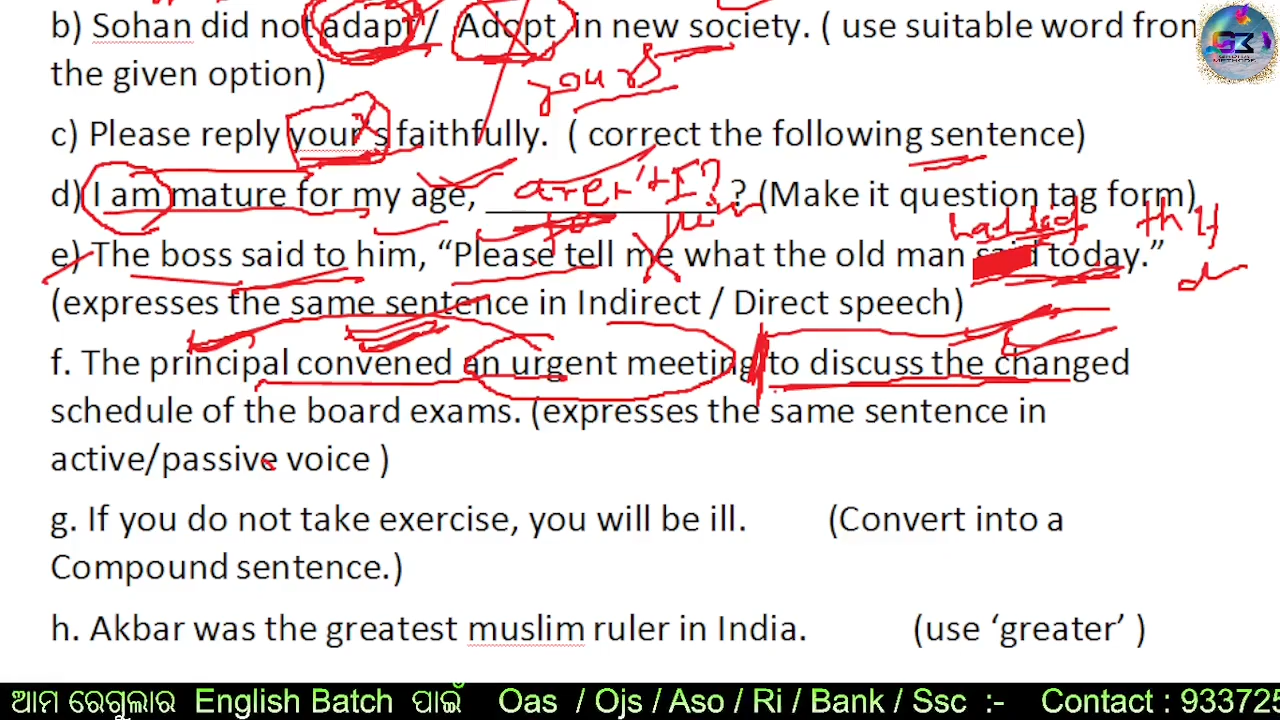 b) Sohan did not adapt / Adopt in new society. ( use suitable word from
the given option)
yours
c) Please reply your's faithfully. ( correct the following sentence)
aren't I?
d) I am mature for my age, ______________ ? (Make it question tag form)
had said th
e) The boss said to him, “Please tell me what the old man said today.”
(expresses the same sentence in Indirect / Direct speech)
f. The principal convened an urgent meeting to discuss the changed
schedule of the board exams. (expresses the same sentence in
active/passive voice )
g. If you do not take exercise, you will be ill. (Convert into a
Compound sentence.)
h. Akbar was the greatest muslim ruler in India. (use ‘greater’ )
ଆମ ରେଗୁଲାର English Batch ପାଇଁ Oas / Ojs / Aso / Ri / Bank / Ssc :- Contact : 933725